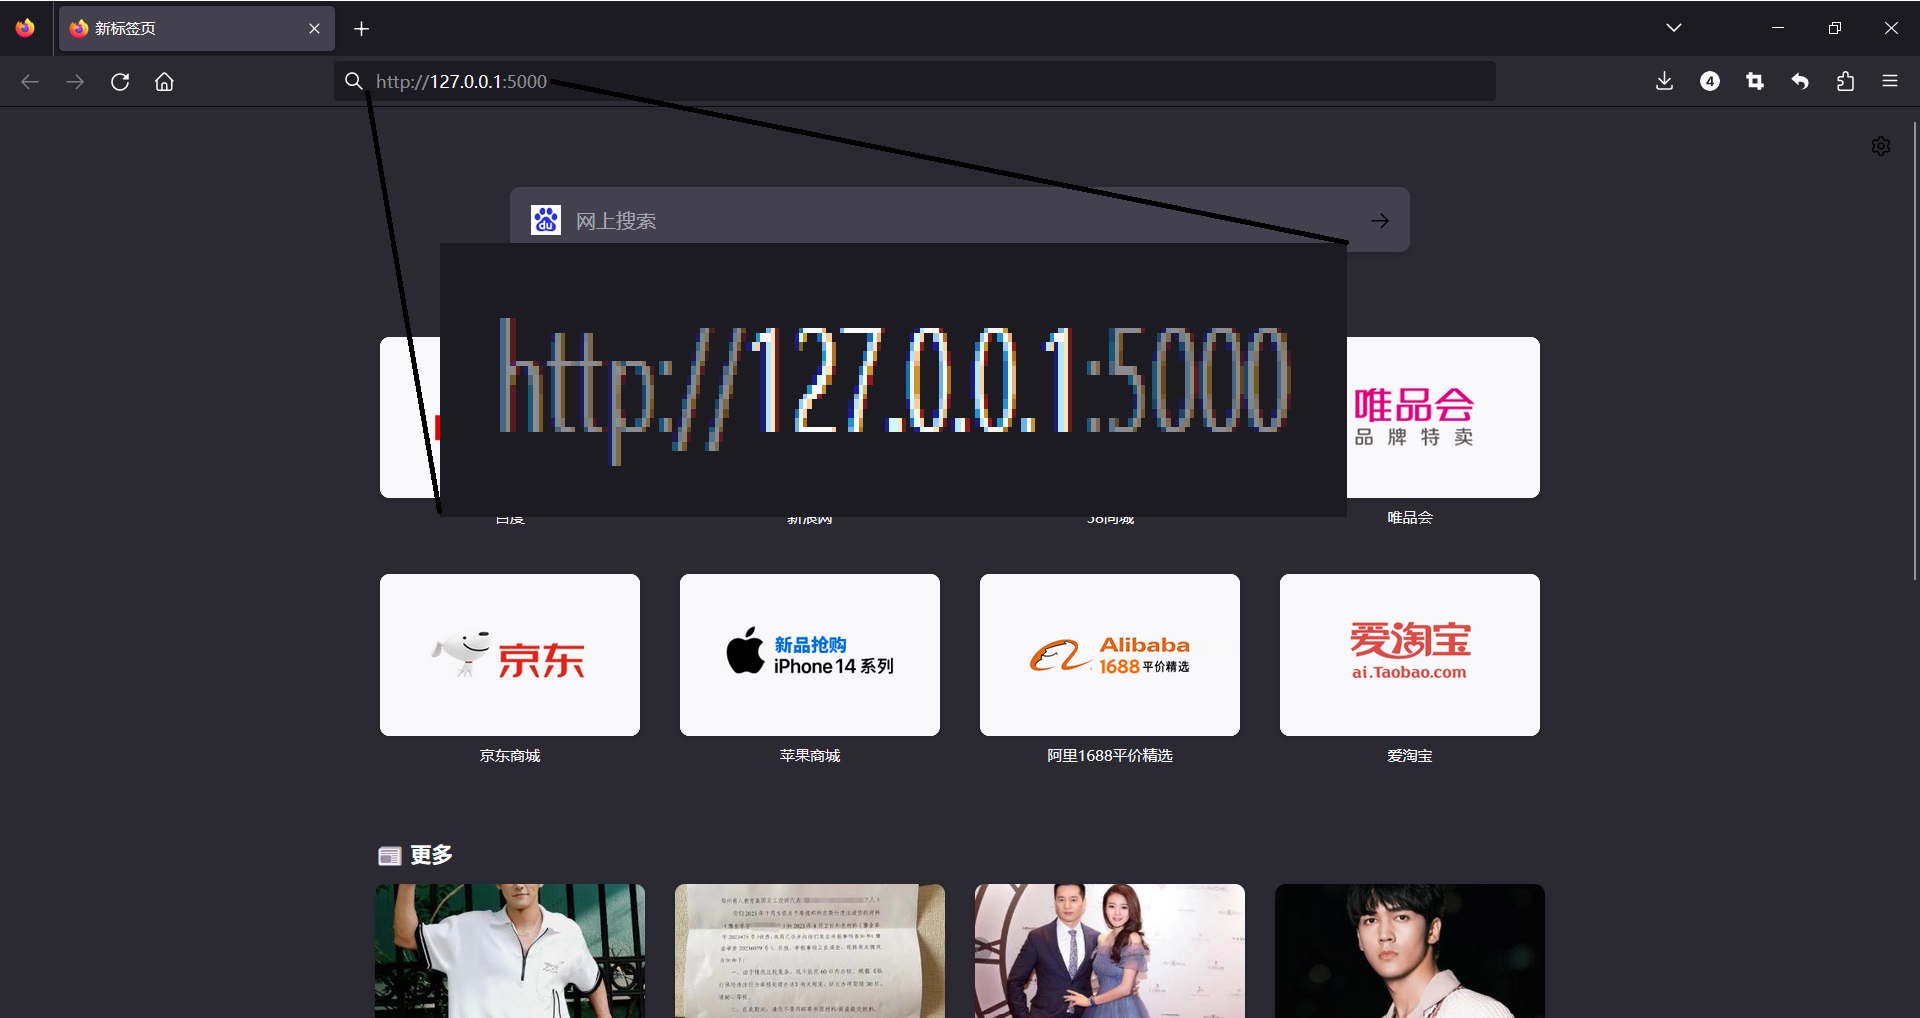 新标签页
http://127.0.0.1:5000
4
du 网上搜索
http://127.0.0.1:5000
唯品会
品牌特卖
百度
新浪网
58同城
唯品会
京东
新品抢购
iPhone 14 系列
Alibaba
1688 平价精选
爱淘宝
ai.Taobao.com
京东商城
苹果商城
阿里1688平价精选
爱淘宝
更多